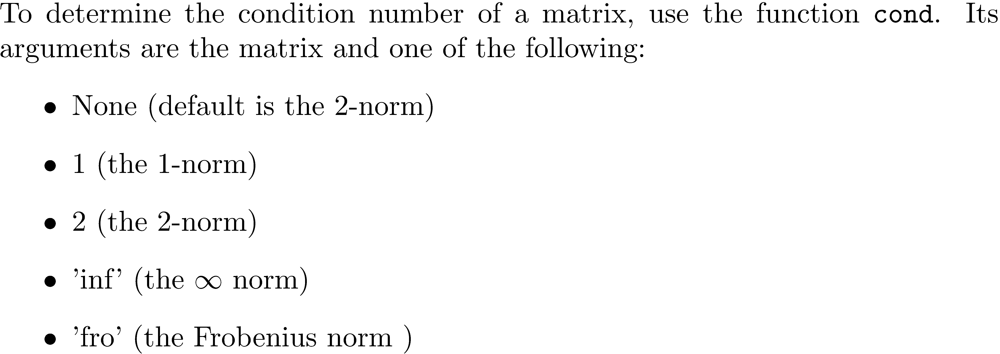 To determine the condition number of a matrix, use the function cond. Its
arguments are the matrix and one of the following:
• None (default is the 2-norm)
• 1 (the 1-norm)
• 2 (the 2-norm)
• ’inf’ (the ∞ norm)
• ’fro’ (the Frobenius norm )